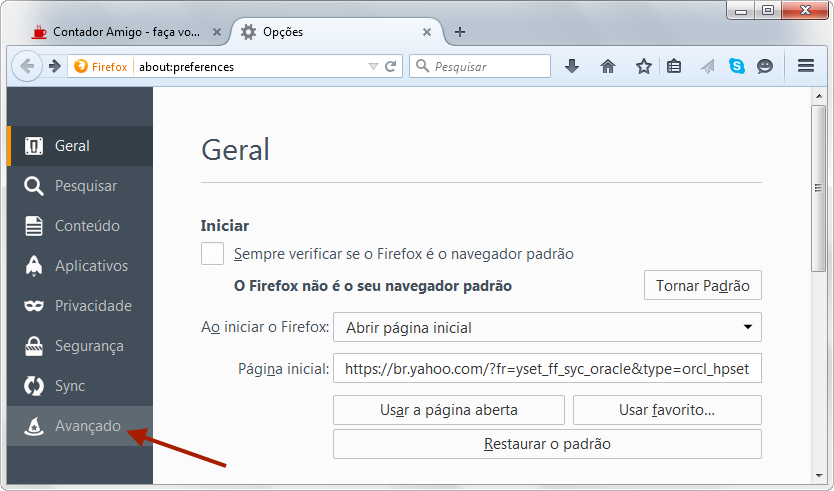 Contador Amigo - faça vo...
Opções
Firefox
about:preferences
Pesquisar
Geral
Pesquisar
Conteúdo
Aplicativos
Privacidade
Segurança
Sync
Avançado
Geral
Iniciar
Sempre verificar se o Firefox é o navegador padrão
O Firefox não é o seu navegador padrão
Tornar Padrão
Ao iniciar o Firefox:
Abrir página inicial
Página inicial:
https://br.yahoo.com/?fr=yset_ff_syc_oracle&type=orcl_hpset
Usar a página aberta
Usar favorito...
Restaurar o padrão